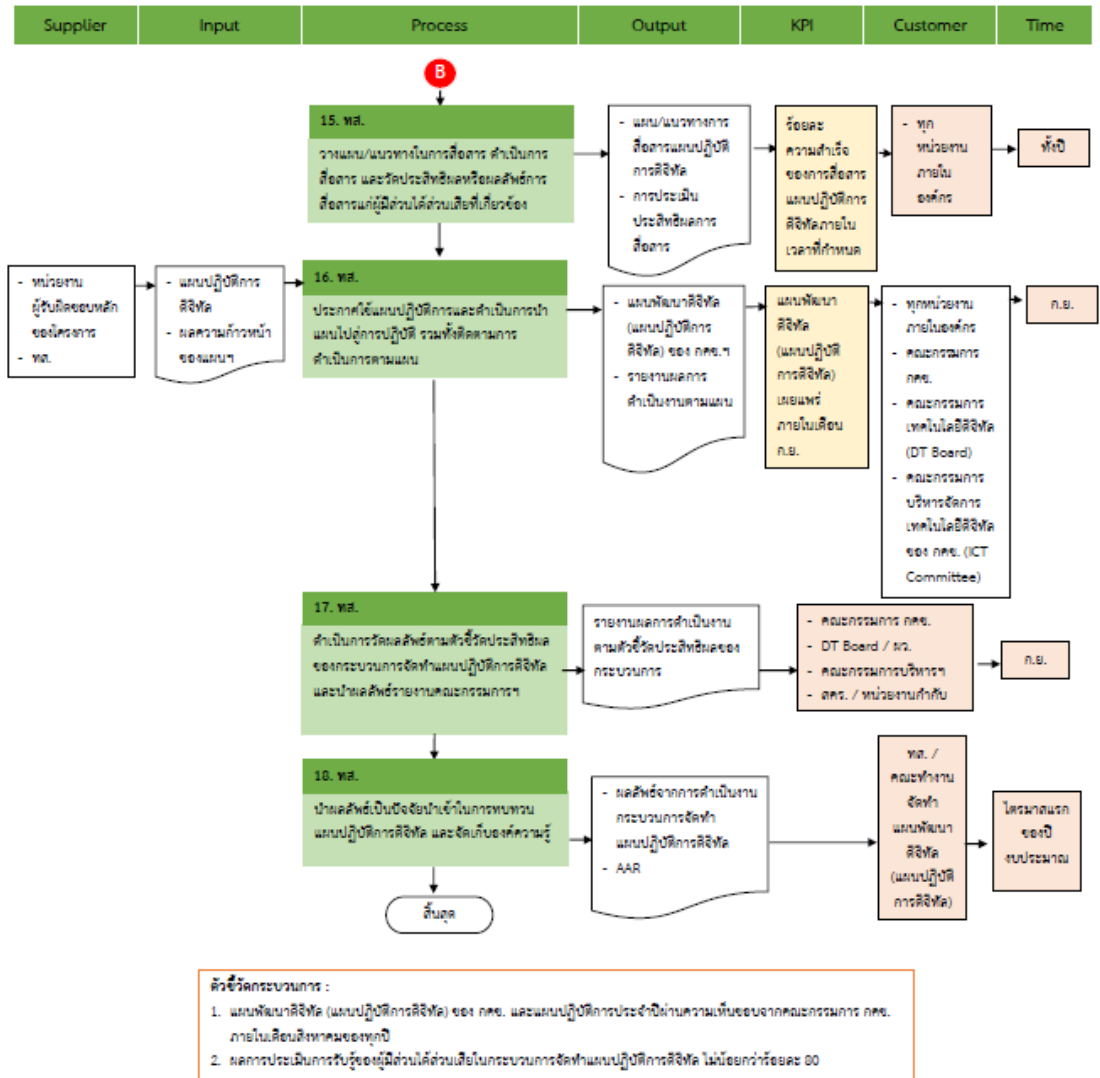 Supplier Input Process Output KPI Customer Time
B
15. ทส.
วางแผน/แนวทางในการสื่อสาร ดำเนินการ
สื่อสาร และวัดประสิทธิผลหรือผลลัพธ์การ
สื่อสารแก่ผู้มีส่วนได้ส่วนเสียที่เกี่ยวข้อง
- แผน/แนวทางการ
สื่อสารแผนปฏิบัติ
การดิจิทัล
- การประเมิน
ประสิทธิผลการ
สื่อสาร
ร้อยละ
ความสำเร็จ
ของการสื่อสาร
แผนปฏิบัติการ
ดิจิทัลภายใน
เวลาที่กำหนด
- ทุก
หน่วยงาน
ภายใน
องค์กร
ทั้งปี
- หน่วยงาน
ผู้รับผิดชอบหลัก
ของโครงการ
- ทส.
- แผนปฏิบัติการ
ดิจิทัล
- ผลความก้าวหน้า
ของแผนฯ
16. ทส.
ประกาศใช้แผนปฏิบัติการและดำเนินการนำ
แผนไปสู่การปฏิบัติ รวมทั้งติดตามการ
ดำเนินการตามแผน
- แผนพัฒนาดิจิทัล
(แผนปฏิบัติการ
ดิจิทัล) ของ กคช.ฯ
- รายงานผลการ
ดำเนินงานตามแผน
แผนพัฒนา
ดิจิทัล
(แผนปฏิบัติ
การดิจิทัล)
เผยแพร่
ภายในเดือน
ก.ย.
- ทุกหน่วยงาน
ภายในองค์กร
- คณะกรรมการ
กคช.
- คณะกรรมการ
เทคโนโลยีดิจิทัล
(DT Board)
- คณะกรรมการ
บริหารจัดการ
เทคโนโลยีดิจิทัล
ของ กคช. (ICT
Committee)
ก.ย.
17. ทส.
ดำเนินการวัดผลลัพธ์ตามตัวชี้วัดประสิทธิผล
ของกระบวนการจัดทำแผนปฏิบัติการดิจิทัล
และนำผลลัพธ์รายงานคณะกรรมการฯ
รายงานผลการดำเนินงาน
ตามตัวชี้วัดประสิทธิผลของ
กระบวนการ
- คณะกรรมการ กคช.
- DT Board / ผว.
- คณะกรรมการบริหารฯ
- สคร. / หน่วยงานกำกับ
ก.ย.
18. ทส.
นำผลลัพธ์เป็นปัจจัยนำเข้าในการทบทวน
แผนปฏิบัติการดิจิทัล และจัดเก็บองค์ความรู้
- ผลลัพธ์จากการดำเนินงาน
กระบวนการจัดทำ
แผนปฏิบัติการดิจิทัล
- AAR
ทส. /
คณะทำงาน
จัดทำ
แผนพัฒนา
ดิจิทัล
(แผนปฏิบัติ
การดิจิทัล)
ไตรมาสแรก
ของปี
งบประมาณ
สิ้นสุด
ตัวชี้วัดกระบวนการ :
1. แผนพัฒนาดิจิทัล (แผนปฏิบัติการดิจิทัล) ของ กคช. และแผนปฏิบัติการประจำปีผ่านความเห็นชอบจากคณะกรรมการ กคช.
ภายในเดือนสิงหาคมของทุกปี
2. ผลการประเมินการรับรู้ของผู้มีส่วนได้ส่วนเสียในกระบวนการจัดทำแผนปฏิบัติการดิจิทัล ไม่น้อยกว่าร้อยละ 80